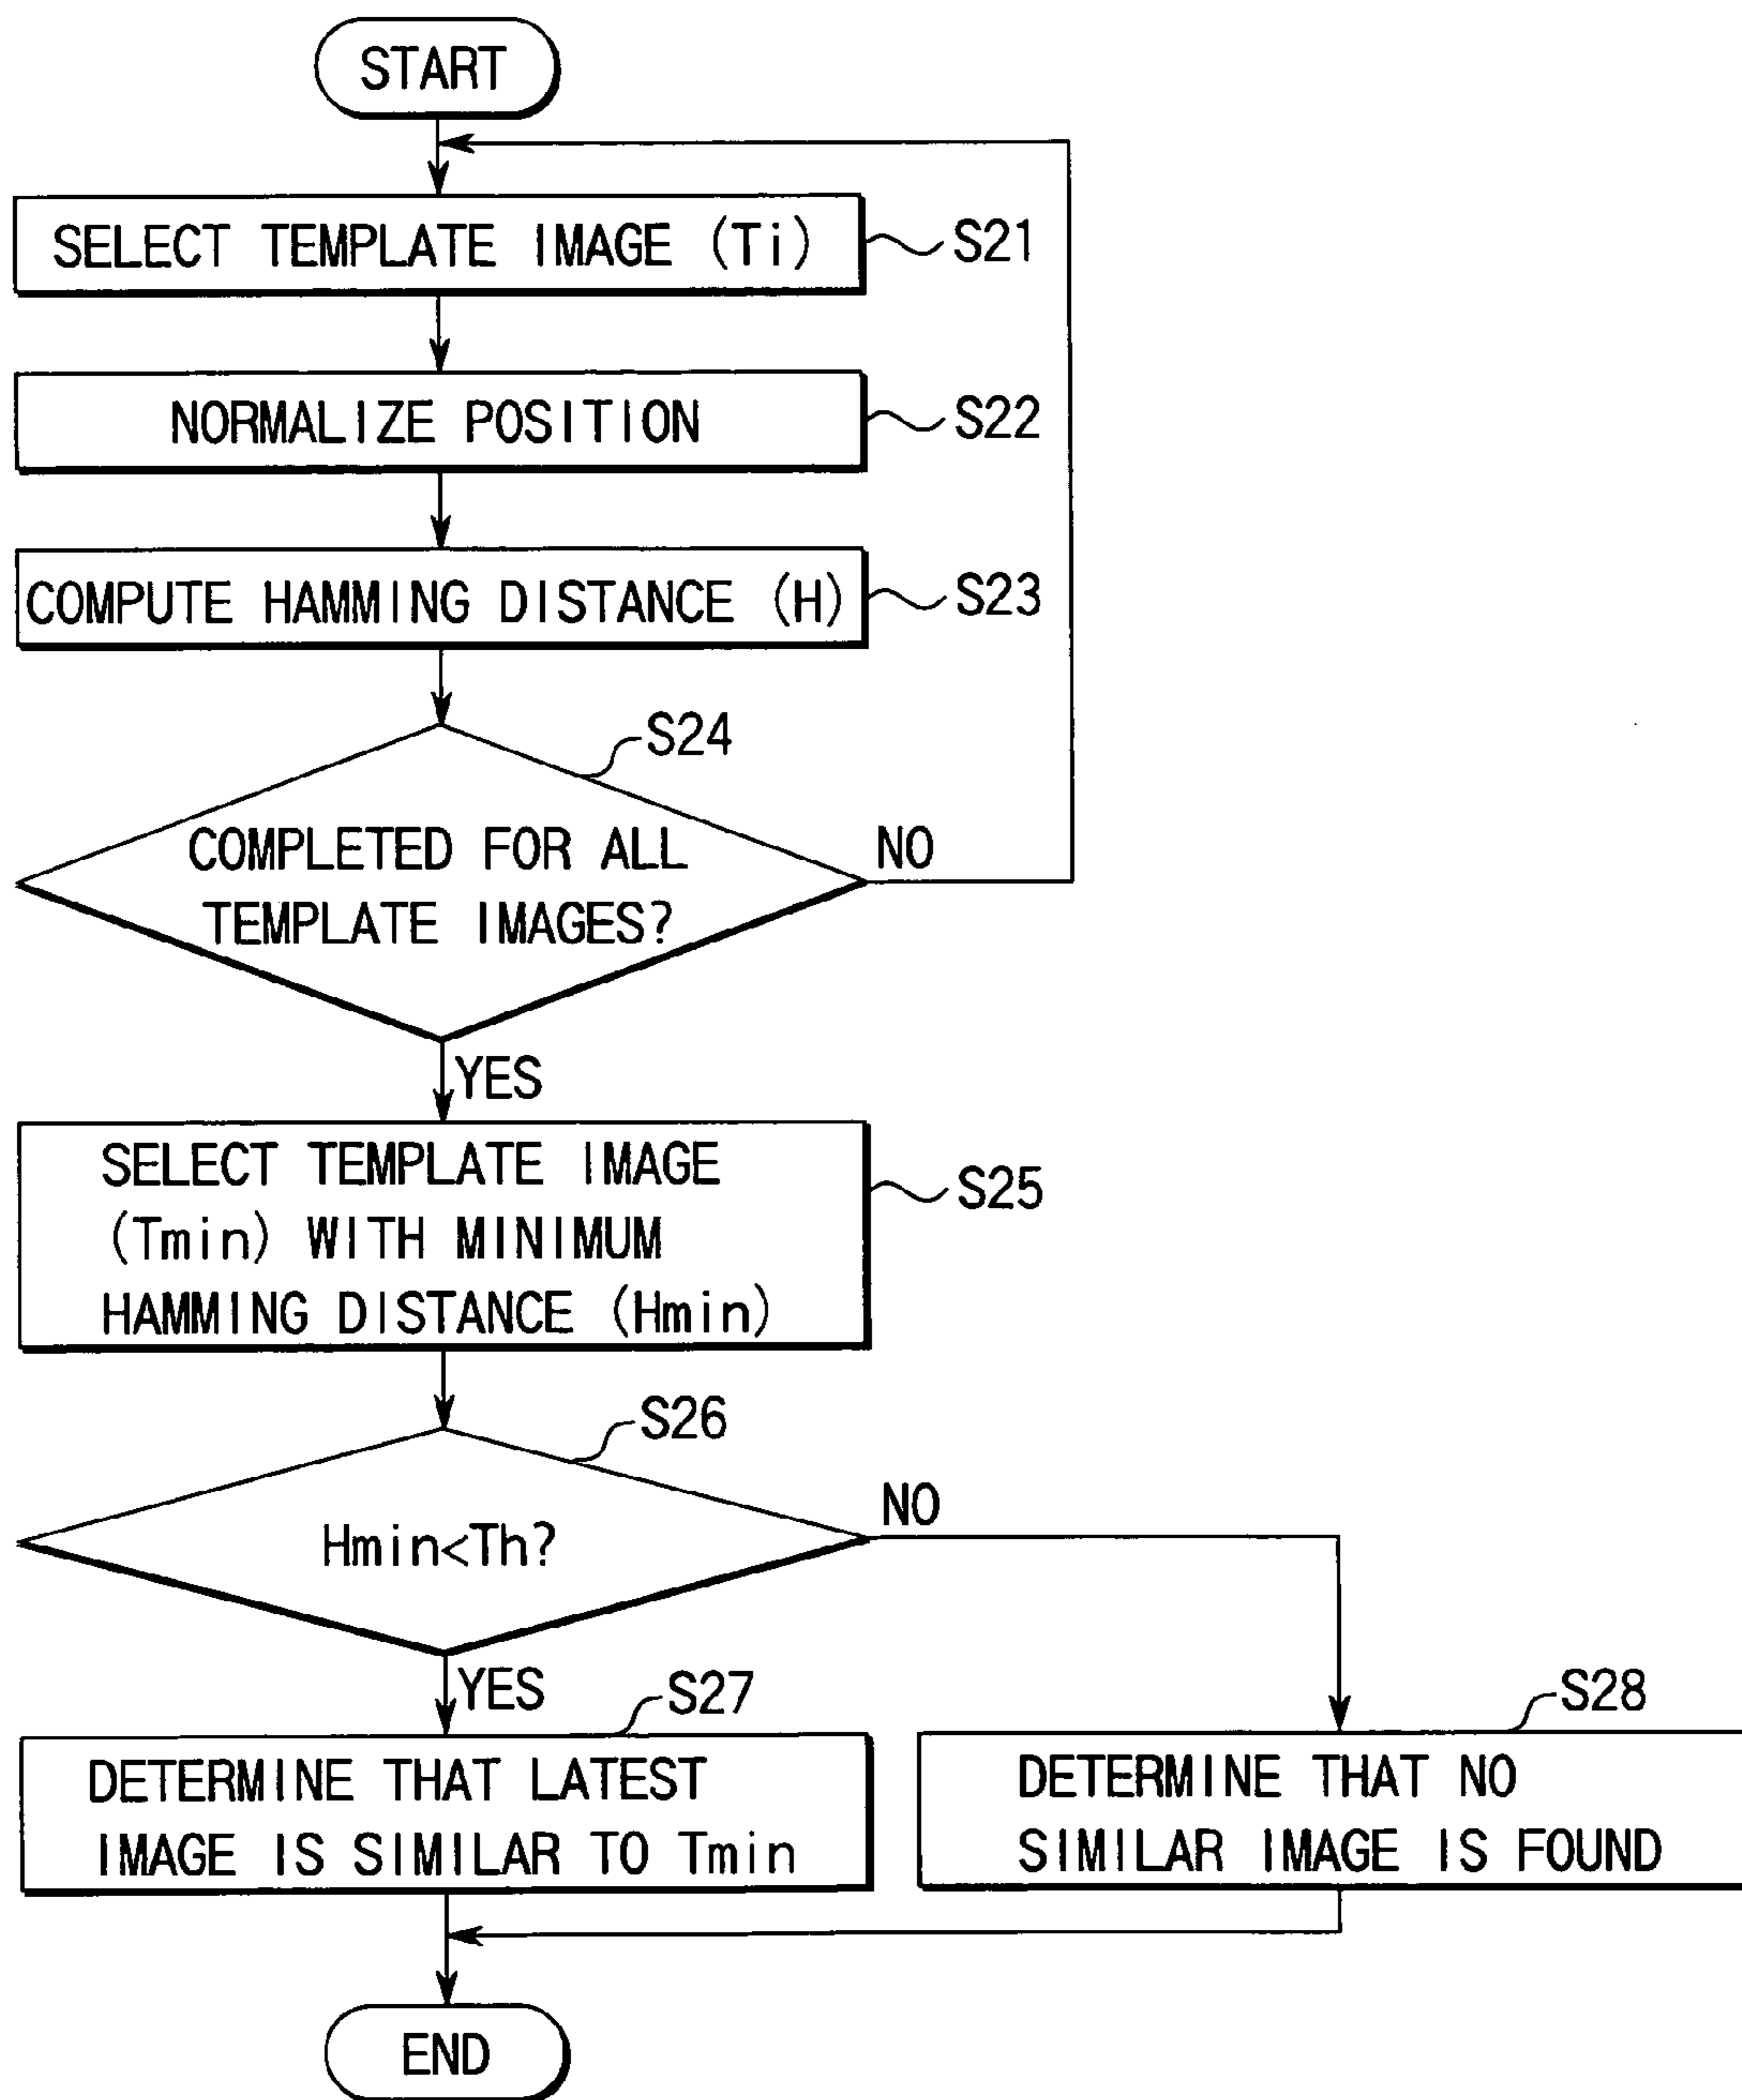 START
SELECT TEMPLATE IMAGE (Ti)
S21
NORMALIZE POSITION
S22
COMPUTE HAMMING DISTANCE (H)
S23
S24
COMPLETED FOR ALL
TEMPLATE IMAGES?
NO
YES
SELECT TEMPLATE IMAGE
(Tmin) WITH MINIMUM
HAMMING DISTANCE (Hmin)
S25
S26
Hmin<Th?
NO
YES
S27
DETERMINE THAT LATEST
IMAGE IS SIMILAR TO Tmin
S28
DETERMINE THAT NO
SIMILAR IMAGE IS FOUND
END